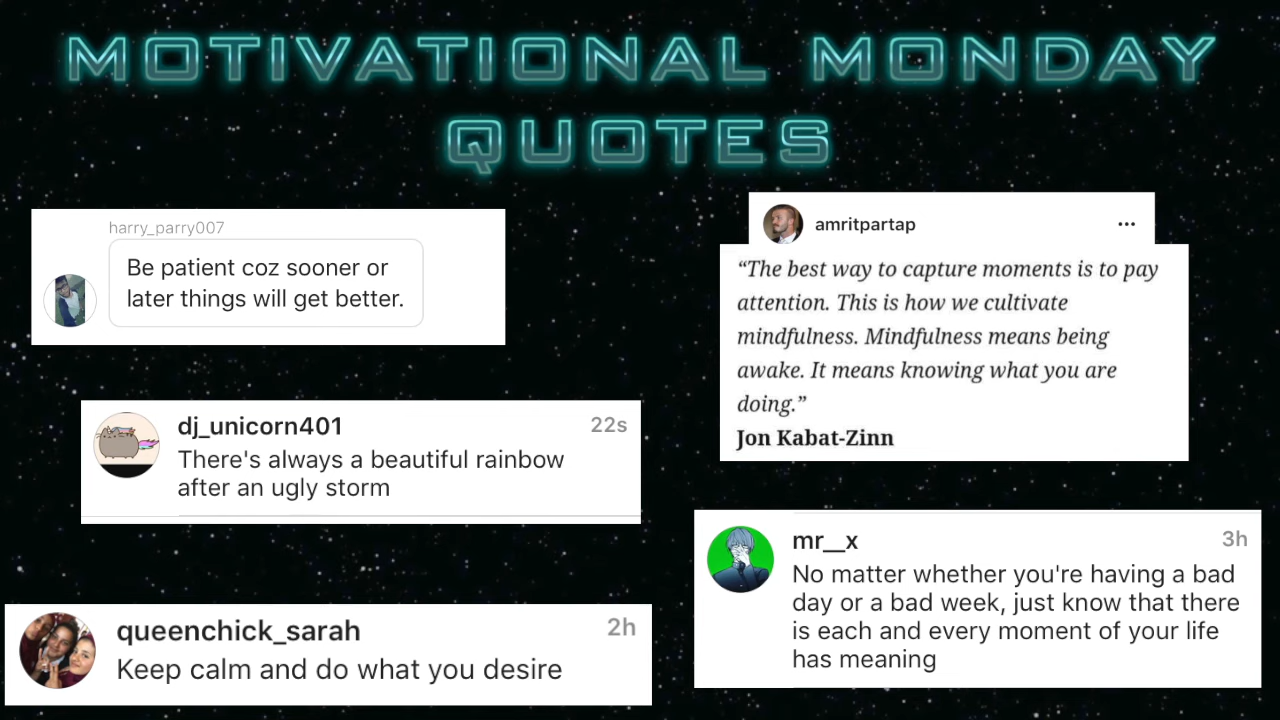 MOTIVATIONAL MONDAY
QUOTES
harry_parry007
Be patient coz sooner or
later things will get better.
dj_unicorn401 22s
There's always a beautiful rainbow
after an ugly storm
queenchick_sarah 2h
Keep calm and do what you desire
amritpartap ...
“The best way to capture moments is to pay
attention. This is how we cultivate
mindfulness. Mindfulness means being
awake. It means knowing what you are
doing.”
Jon Kabat-Zinn
mr__x 3h
No matter whether you're having a bad
day or a bad week, just know that there
is each and every moment of your life
has meaning